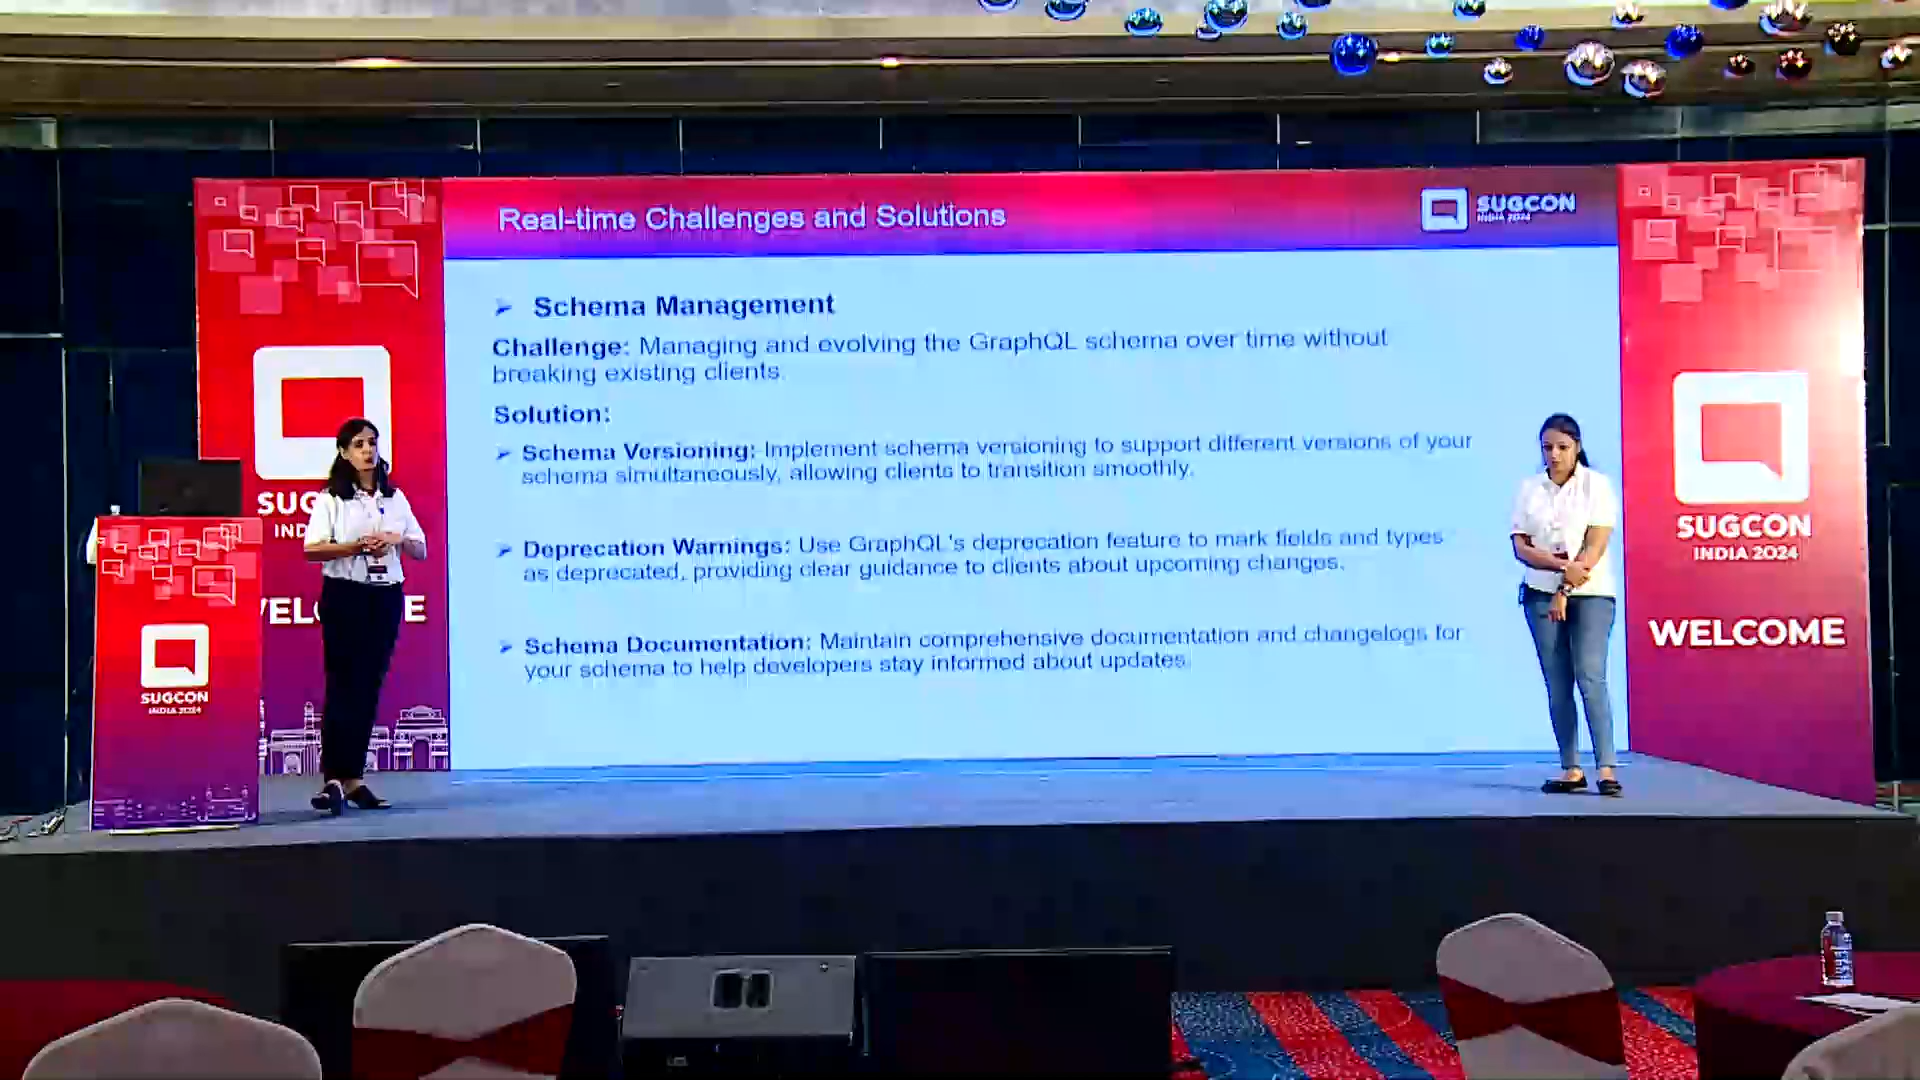 Real-time Challenges and Solutions
SUGCON
INDIA 2024
➤ Schema Management
Challenge: Managing and evolving the GraphQL schema over time without
breaking existing clients.
Solution:
➤ Schema Versioning: Implement schema versioning to support different versions of your
schema simultaneously, allowing clients to transition smoothly.
➤ Deprecation Warnings: Use GraphQL's deprecation feature to mark fields and types
as deprecated, providing clear guidance to clients about upcoming changes.
➤ Schema Documentation: Maintain comprehensive documentation and changelogs for
your schema to help developers stay informed about updates.
SUG
IND
VEL E
SUGCON
INDIA 2024
SUGCON
INDIA 2024
WELCOME